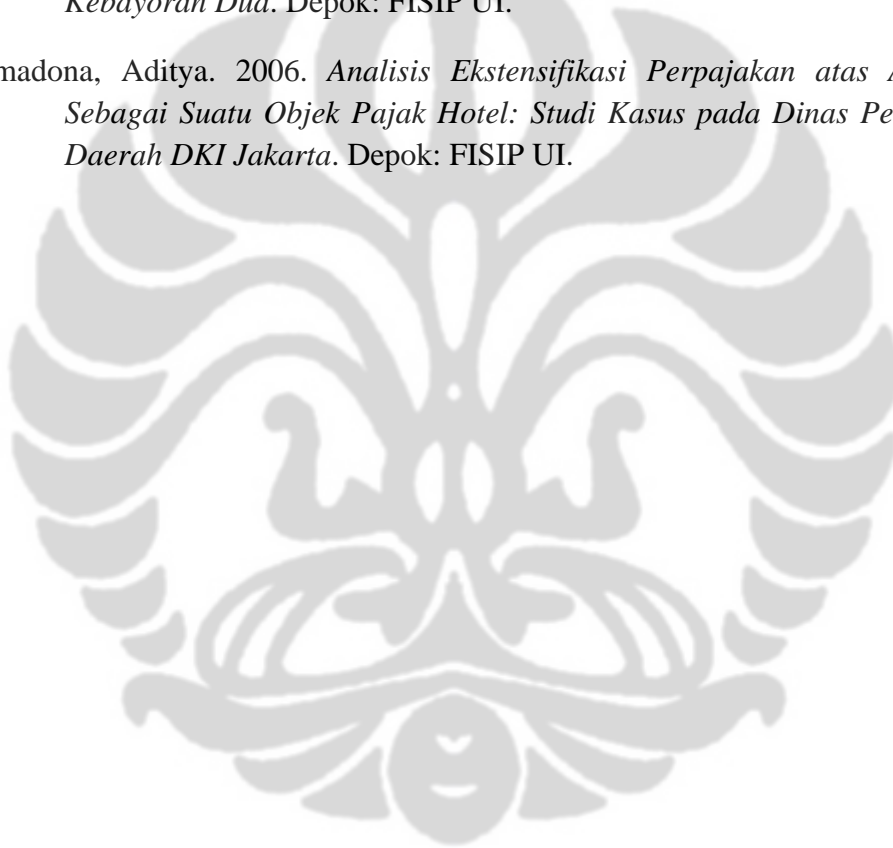 Kebayoran Dua. Depok: FISIP UI.
madona, Aditya. 2006. Analisis Ekstensifikasi Perpajakan atas
Sebagai Suatu Objek Pajak Hotel: Studi Kasus pada Dinas
Daerah DKI Jakarta. Depok: FISIP UI.